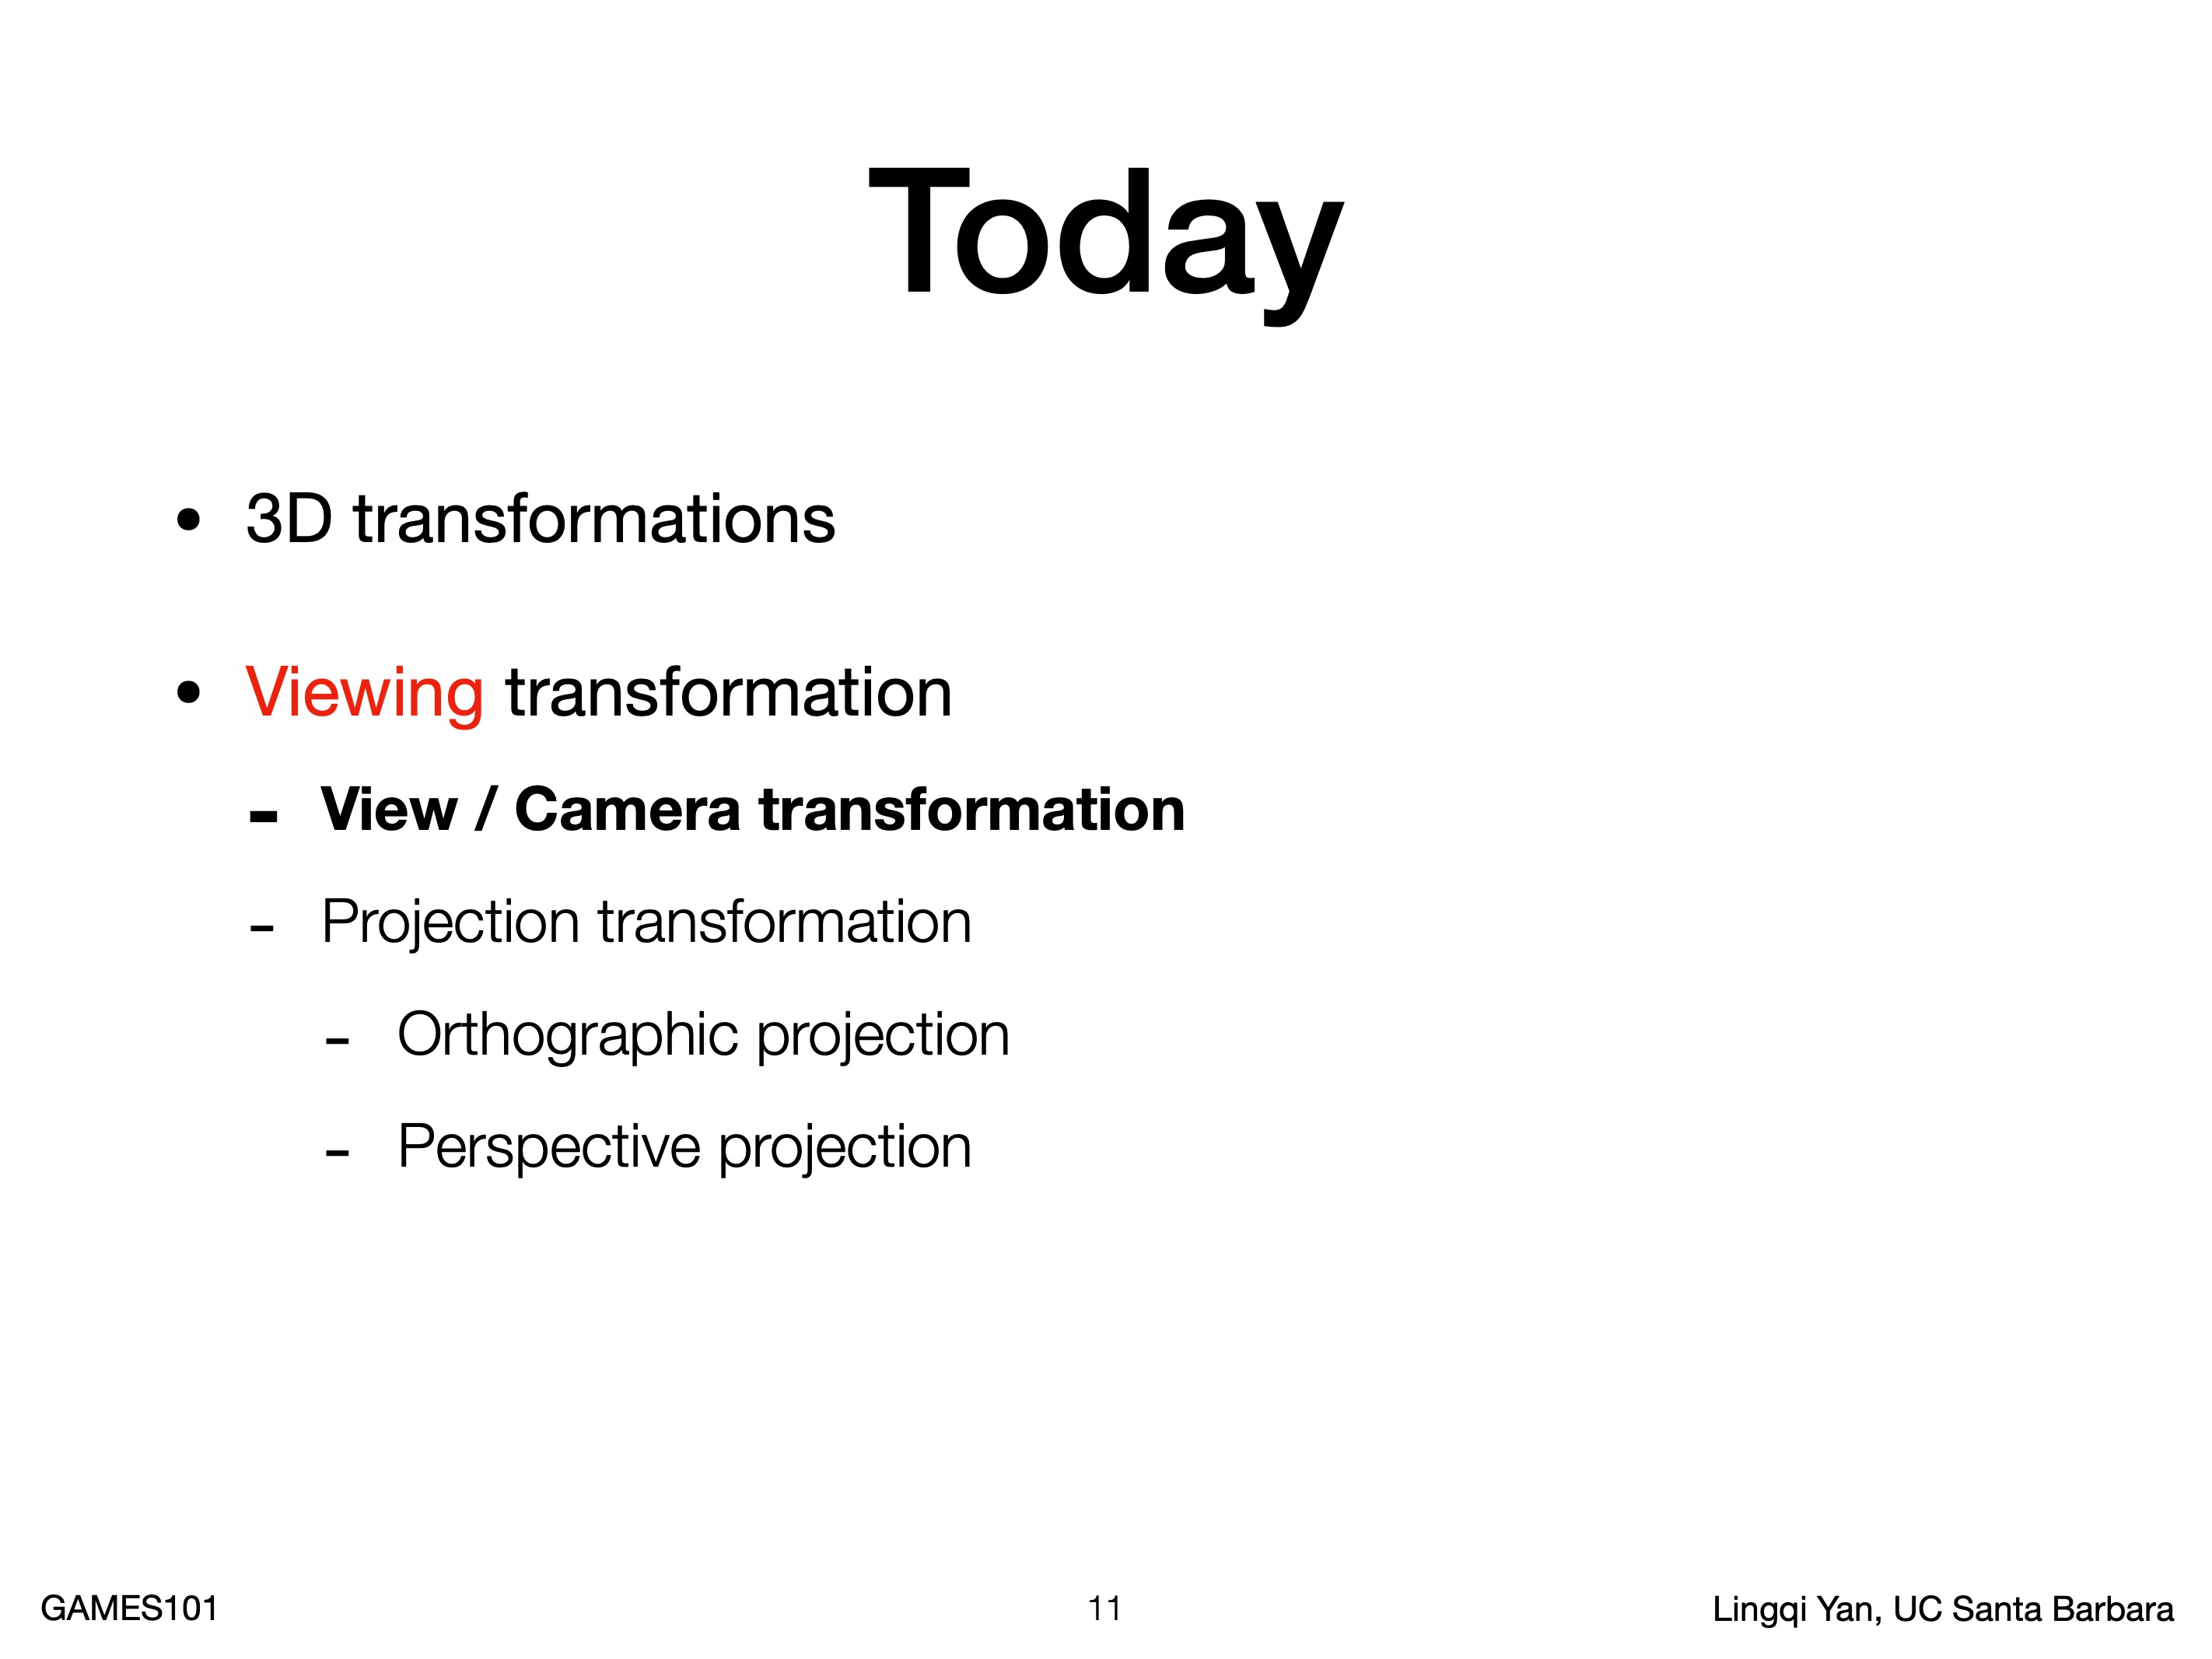 Today
• 3D transformations
• Viewing transformation
- View / Camera transformation
- Projection transformation
- Orthographic projection
- Perspective projection
GAMES101
11
Lingqi Yan, UC Santa Barbara